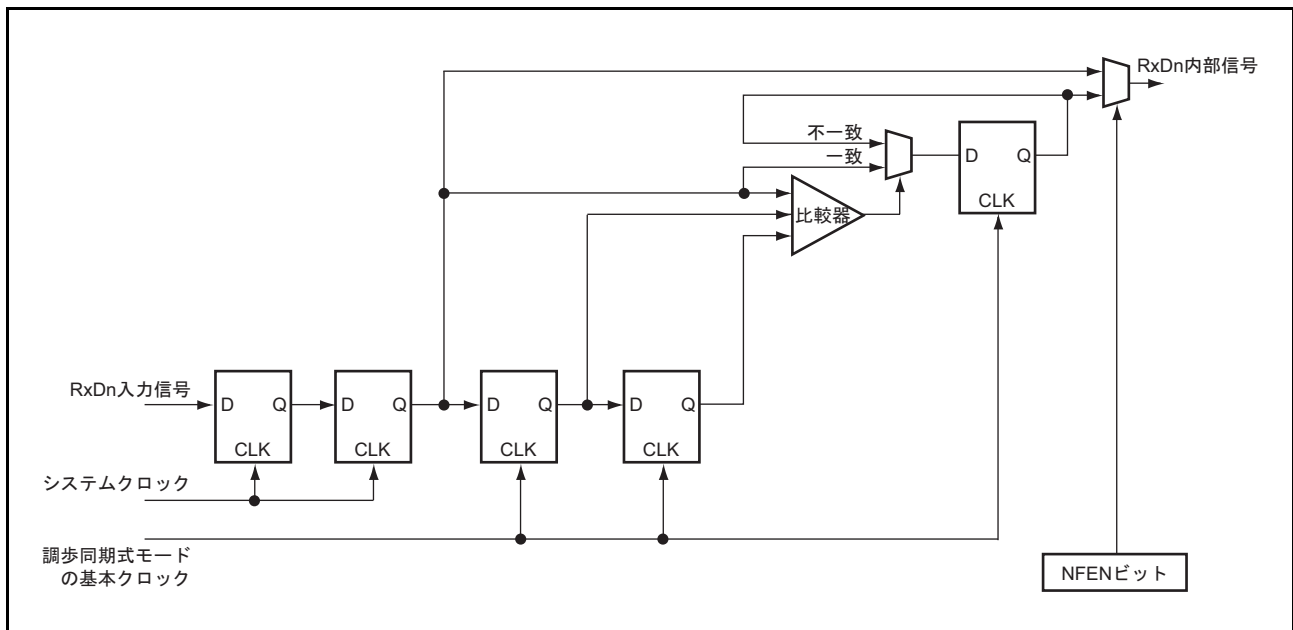 RxDn内部信号
不一致
一致
D
Q
CLK
比較器
RxDn入力信号
D
Q
CLK
D
Q
CLK
D
Q
CLK
D
Q
CLK
システムクロック
調歩同期式モード
の基本クロック
NFENビット